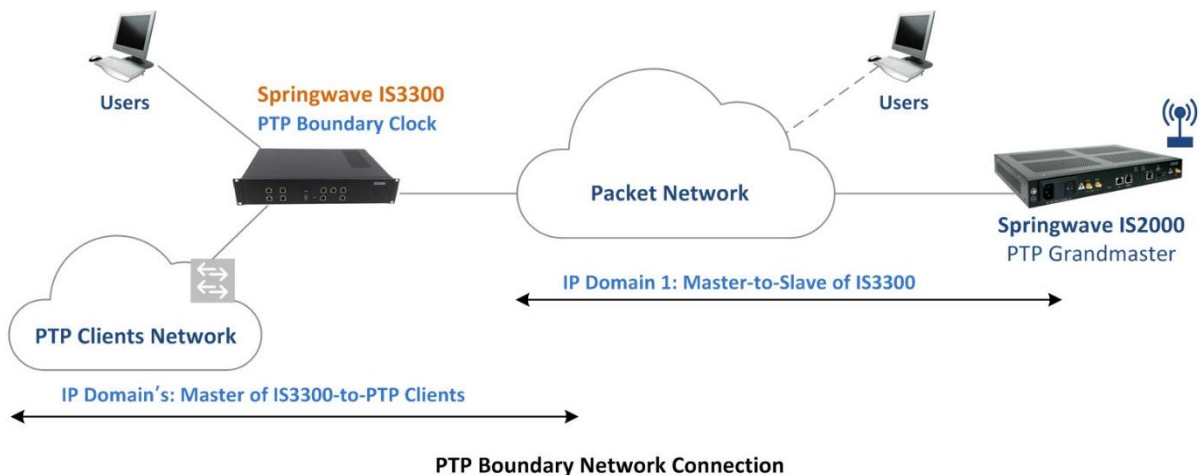 Users
Springwave IS3300
PTP Boundary Clock
Users
Packet Network
Springwave IS2000
PTP Grandmaster
IP Domain 1: Master-to-Slave of IS3300
PTP Clients Network
IP Domain′s: Master of IS3300-to-PTP Clients
PTP Boundary Network Connection